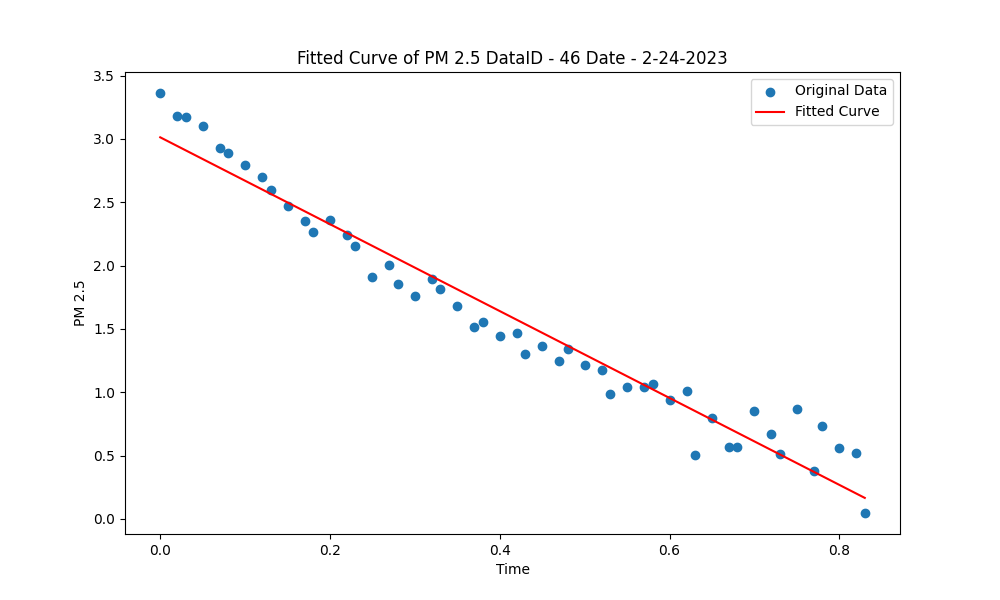 Fitted Curve of PM 2.5 DataID - 46 Date - 2-24-2023
Original Data
Fitted Curve
3.5
3.0
2.5
2.0
1.5
1.0
0.5
0.0
PM 2.5
0.0 0.2 0.4 0.6 0.8
Time